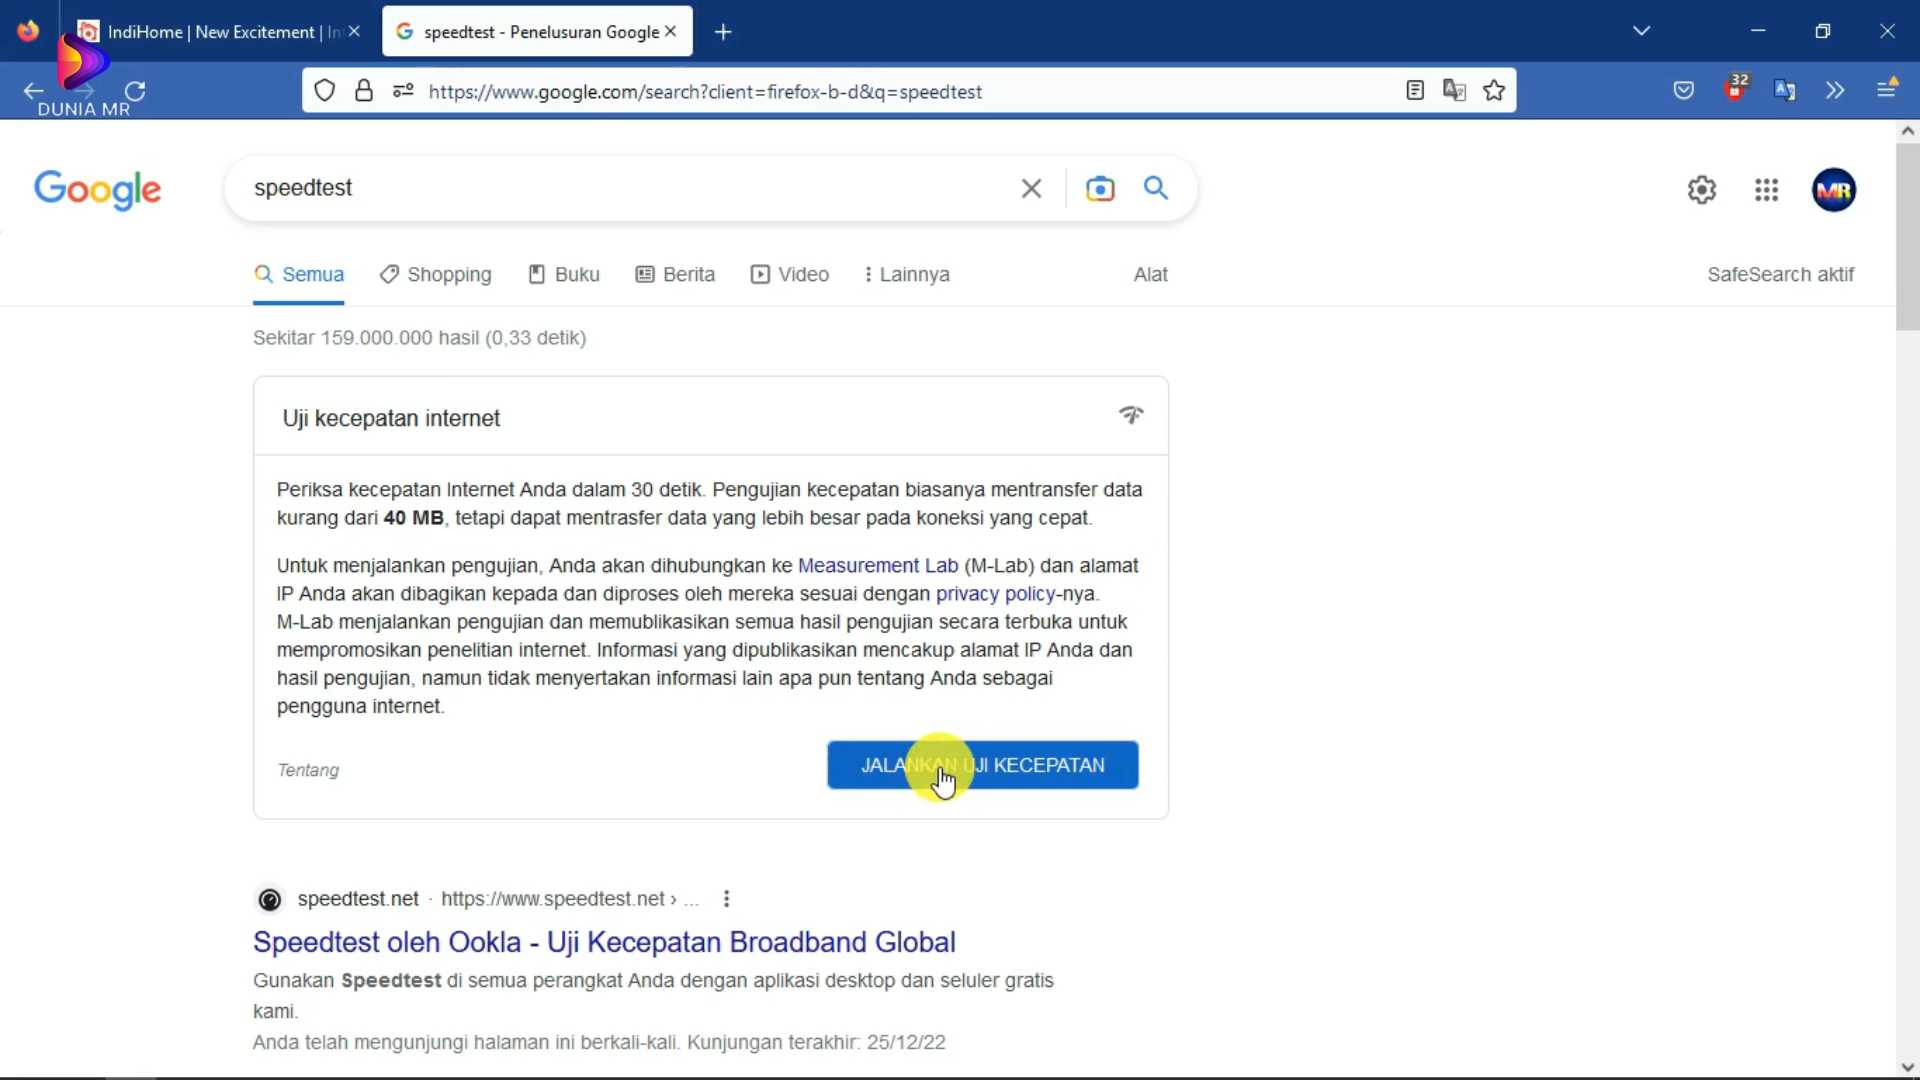 IndiHome | New Excitement | In
speedtest - Penelusuran Google
DUNIA MR
https://www.google.com/search?client=firefox-b-d&q=speedtest
32
Google
speedtest
MR
Semua
Shopping
Buku
Berita
Video
Lainnya
Alat
SafeSearch aktif
Sekitar 159.000.000 hasil (0,33 detik)
Uji kecepatan internet
Periksa kecepatan Internet Anda dalam 30 detik. Pengujian kecepatan biasanya mentransfer data
kurang dari 40 MB, tetapi dapat mentrasfer data yang lebih besar pada koneksi yang cepat.
Untuk menjalankan pengujian, Anda akan dihubungkan ke Measurement Lab (M-Lab) dan alamat
IP Anda akan dibagikan kepada dan diproses oleh mereka sesuai dengan privacy policy-nya.
M-Lab menjalankan pengujian dan memublikasikan semua hasil pengujian secara terbuka untuk
mempromosikan penelitian internet. Informasi yang dipublikasikan mencakup alamat IP Anda dan
hasil pengujian, namun tidak menyertakan informasi lain apa pun tentang Anda sebagai
pengguna internet.
Tentang
JALANKAN UJI KECEPATAN
speedtest.net · https://www.speedtest.net › ...
Speedtest oleh Ookla - Uji Kecepatan Broadband Global
Gunakan Speedtest di semua perangkat Anda dengan aplikasi desktop dan seluler gratis
kami.
Anda telah mengunjungi halaman ini berkali-kali. Kunjungan terakhir: 25/12/22